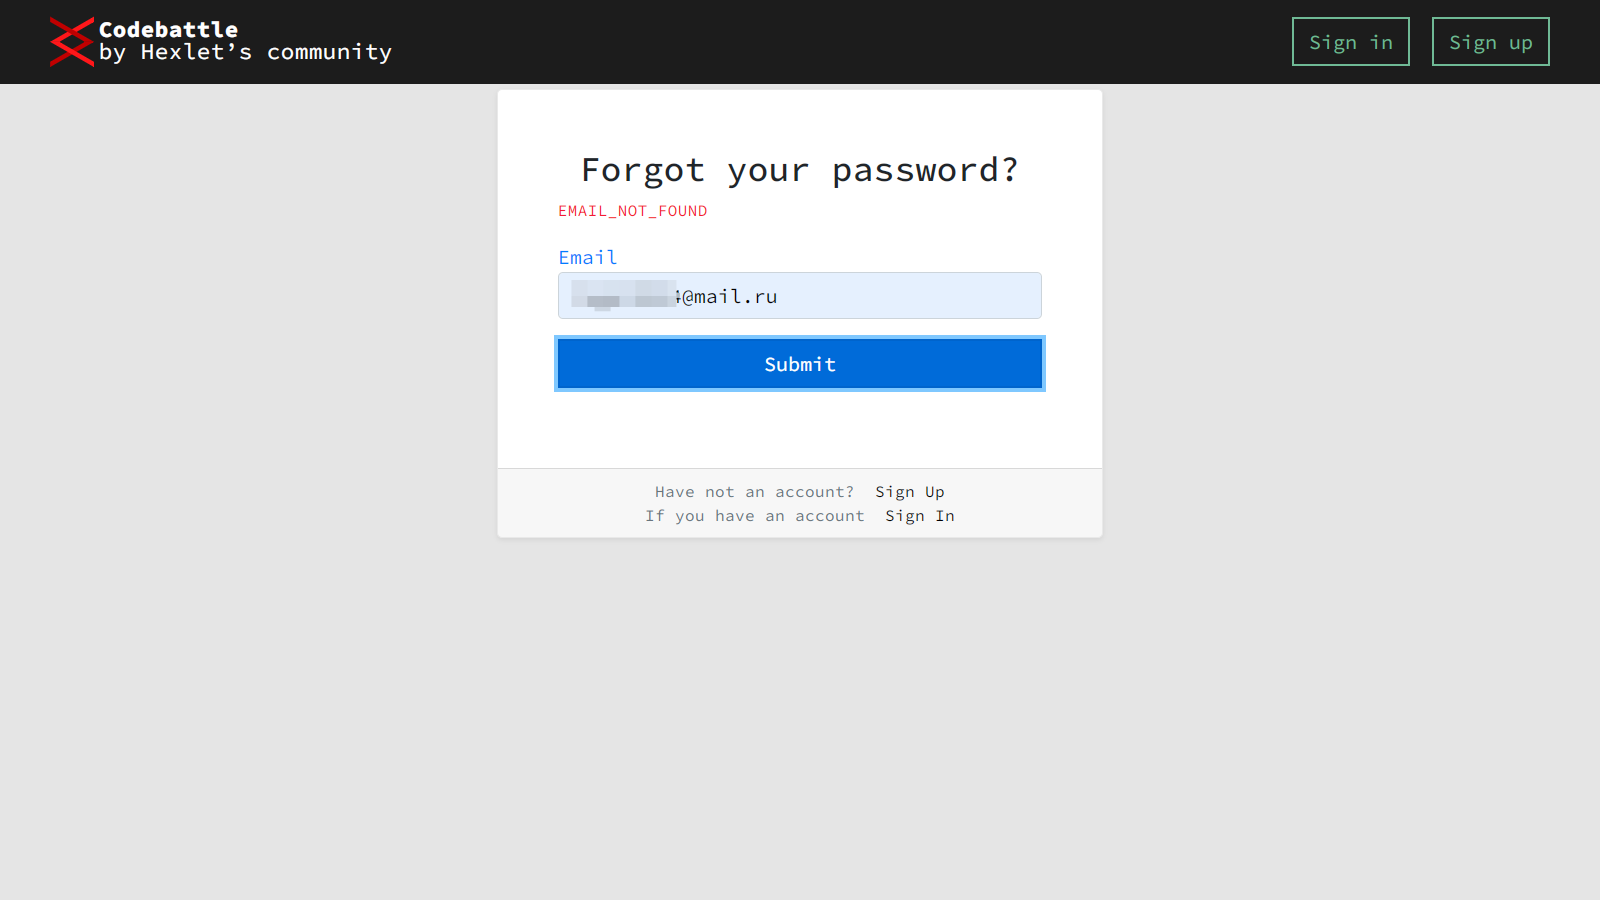 Codebattle
by Hexlet’s community
Sign in
Sign up
Forgot your password?
EMAIL_NOT_FOUND
Email
4@mail.ru
Submit
Have not an account? Sign Up
If you have an account Sign In